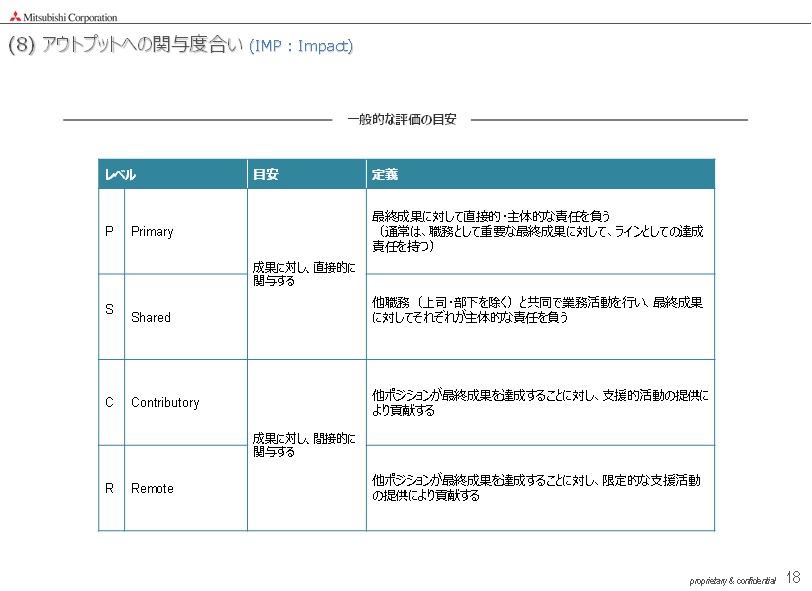 Mitsubishi Corporation
(8) アウトプットへの関与度合い (IMP : Impact)
一般的な評価の目安
レベル 目安 定義
P Primary
成果に対し、直接的に
関与する
最終成果に対して直接的・主体的な責任を負う
（通常は、職務として重要な最終成果に対して、ラインとしての達成
責任を持つ）
S Shared
他職務（上司・部下を除く）と共同で業務活動を行い、最終成果
に対してそれぞれが主体的な責任を負う
C Contributory
成果に対し、間接的に
関与する
他ポジションが最終成果を達成することに対し、支援的活動の提供に
より貢献する
R Remote
他ポジションが最終成果を達成することに対し、限定的な支援活動
の提供により貢献する
proprietary & confidential 18